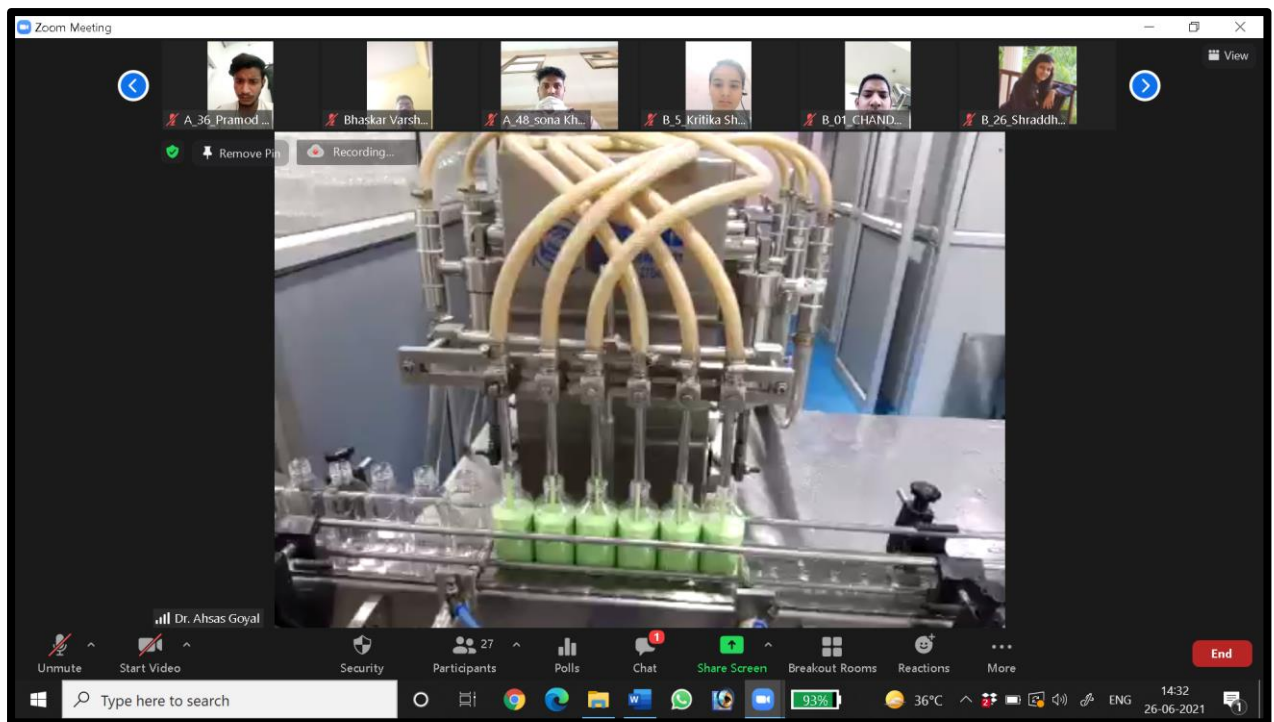 Zoom Meeting
View
A_36_Pramod ...
Bhaskar Varsh...
A_48_sona Kh...
B_5_Kritika Sh...
B_01_CHAND...
B_26_Shraddh...
Remove Pin
Recording...
Dr. Ahsas Goyal
Unmute
Start Video
Security
27
Participants
Polls
1
Chat
Share Screen
Breakout Rooms
Reactions
More
End
Type here to search
93%
36°C
ENG
14:32
26-06-2021
1